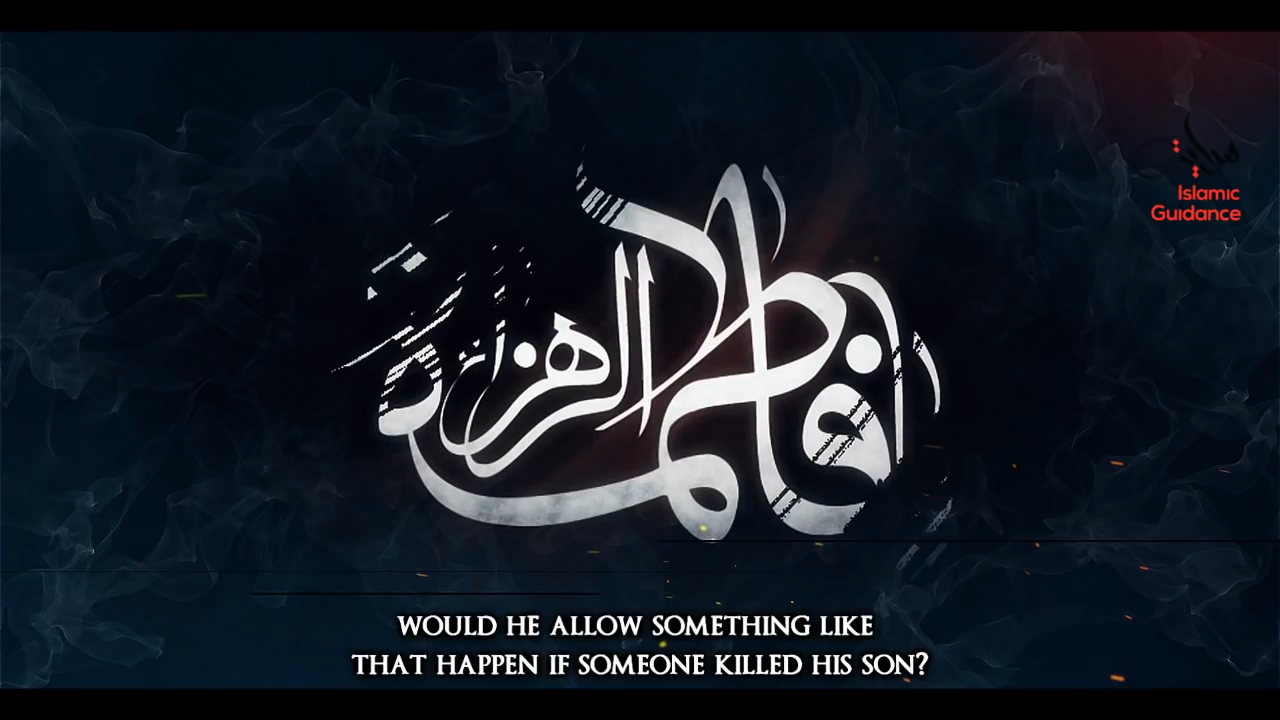 فاطمة الزهراء
Islamic
Guidance
WOULD HE ALLOW SOMETHING LIKE
THAT HAPPEN IF SOMEONE KILLED HIS SON?